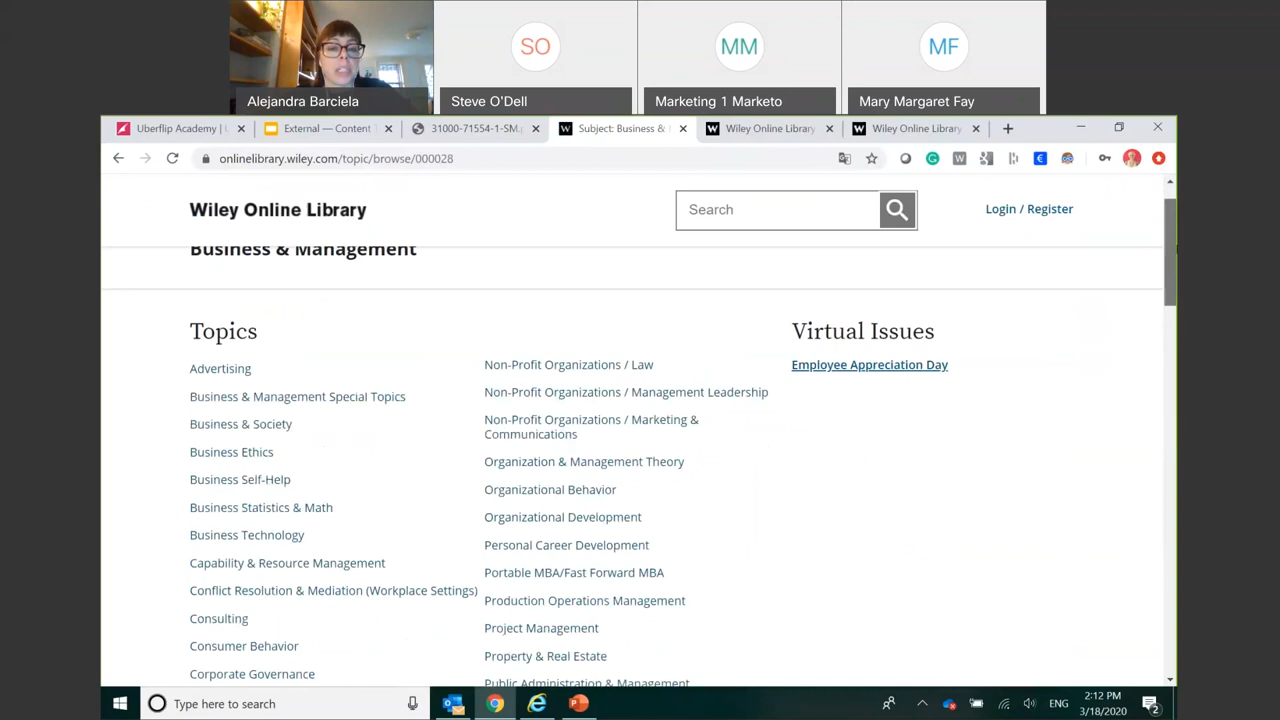 SO
MM
MF
Alejandra Barciela
Steve O'Dell
Marketing 1 Marketo
Mary Margaret Fay
Uberflip Academy |
External — Content
31000-71554-1-SM.
Subject: Business &
Wiley Online Library
Wiley Online Library
onlinelibrary.wiley.com/topic/browse/000028
Wiley Online Library
Search
Login / Register
Business & Management
Topics
Advertising
Business & Management Special Topics
Business & Society
Business Ethics
Business Self-Help
Business Statistics & Math
Business Technology
Capability & Resource Management
Conflict Resolution & Mediation (Workplace Settings)
Consulting
Consumer Behavior
Corporate Governance
Non-Profit Organizations / Law
Non-Profit Organizations / Management Leadership
Non-Profit Organizations / Marketing &
Communications
Organization & Management Theory
Organizational Behavior
Organizational Development
Personal Career Development
Portable MBA/Fast Forward MBA
Production Operations Management
Project Management
Property & Real Estate
Public Administration & Management
Virtual Issues
Employee Appreciation Day
Type here to search
ENG
2:12 PM
3/18/2020
2